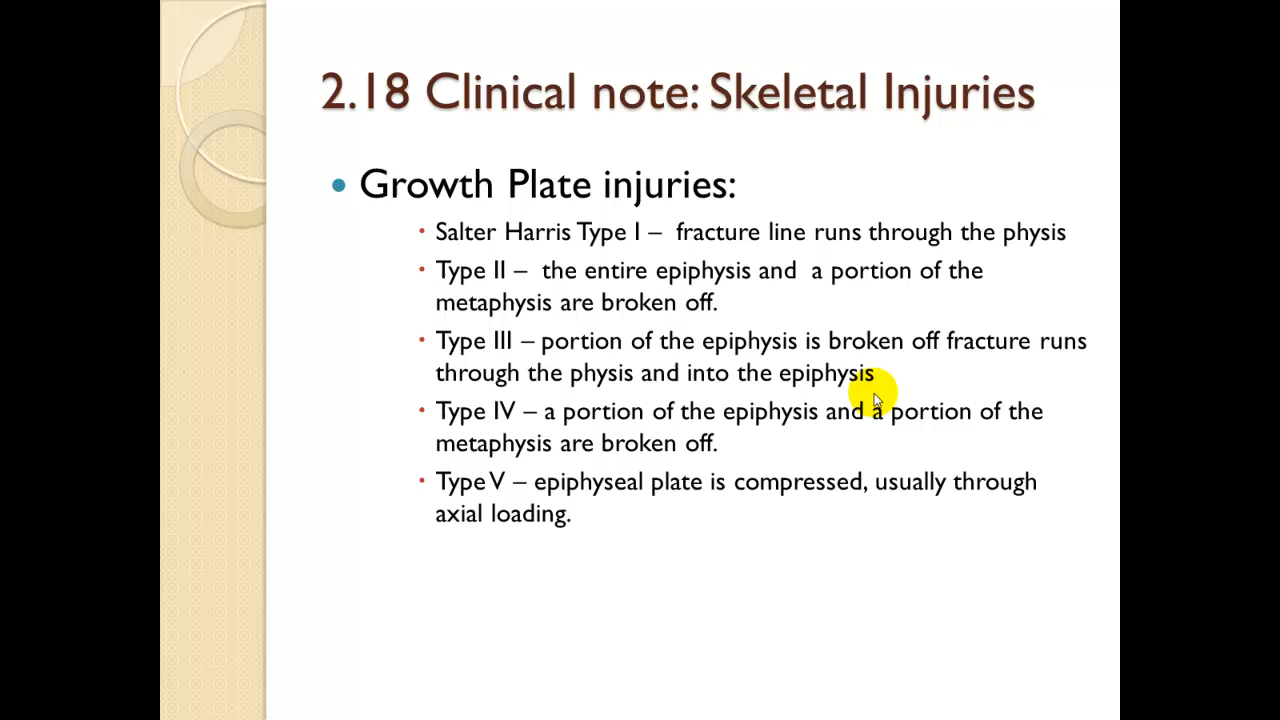 2.18 Clinical note: Skeletal Injuries
• Growth Plate injuries:
• Salter Harris Type I – fracture line runs through the physis
• Type II – the entire epiphysis and a portion of the
metaphysis are broken off.
• Type III – portion of the epiphysis is broken off fracture runs
through the physis and into the epiphysis
• Type IV – a portion of the epiphysis and a portion of the
metaphysis are broken off.
• Type V – epiphyseal plate is compressed, usually through
axial loading.